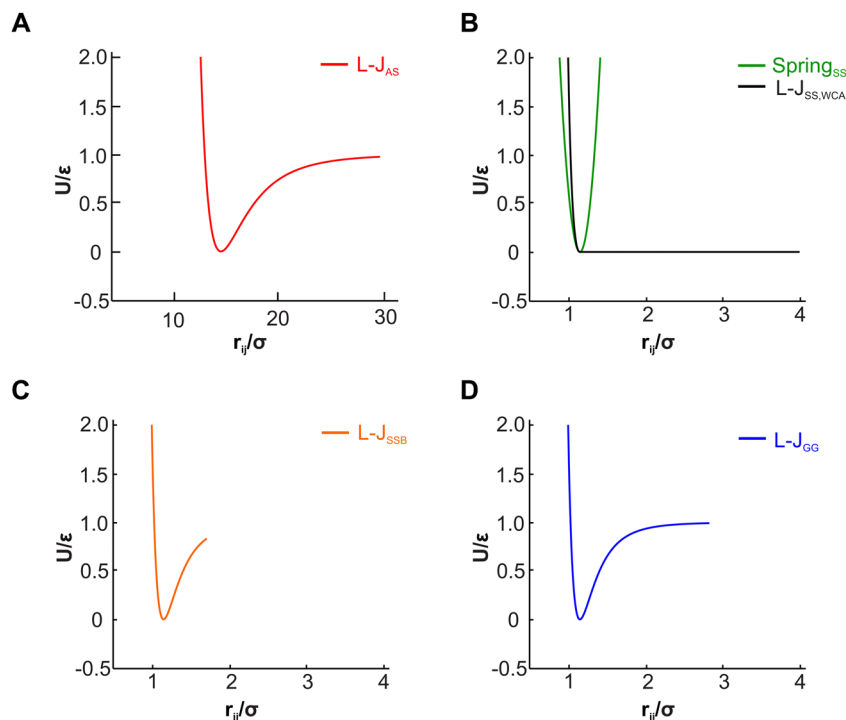 A
2.0
1.5
1.0
0.5
0
-0.5
U/ε
10
20
30
r_ij/σ
L-J_AS
B
2.0
1.5
1.0
0.5
0
-0.5
U/ε
1
2
3
4
r_ij/σ
Spring_SS
L-J_SS,WCA
C
2.0
1.5
1.0
0.5
0
-0.5
U/ε
1
2
3
4
r_ij/σ
L-J_SSB
D
2.0
1.5
1.0
0.5
0
-0.5
U/ε
1
2
3
4
r_ij/σ
L-J_GG